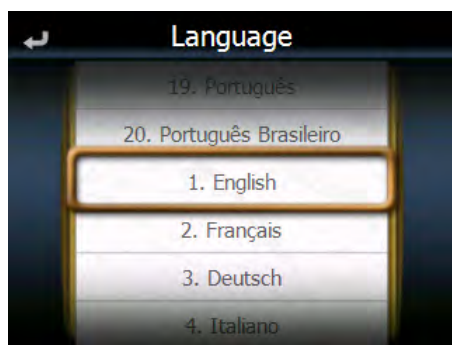 Language
19. Português
20. Português Brasileiro
1. English
2. Français
3. Deutsch
4. Italiano